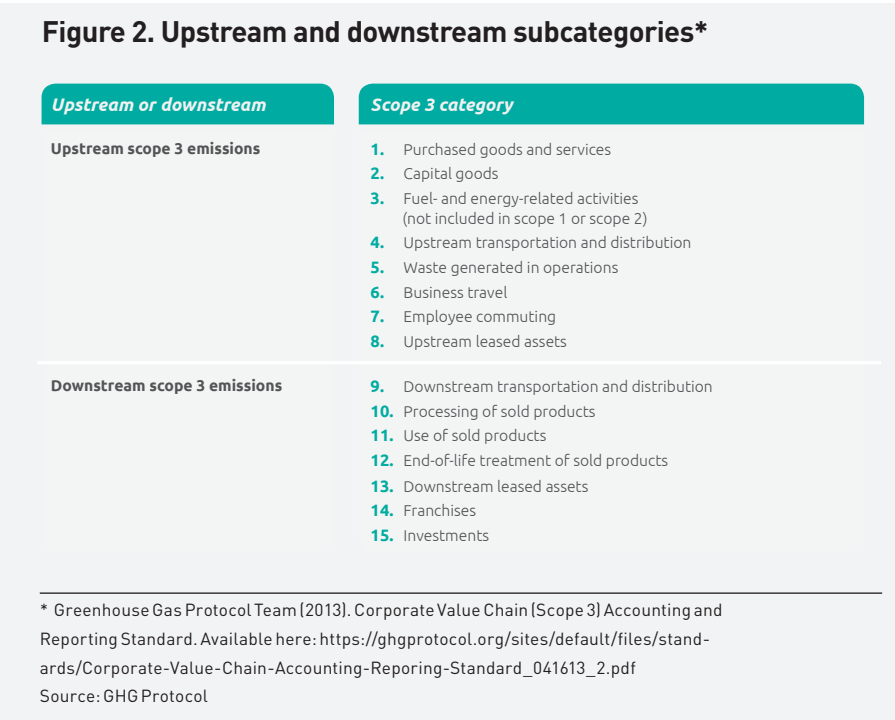 Figure 2. Upstream and downstream subcategories*
Upstream or downstream
Scope 3 category
Upstream scope 3 emissions
1. Purchased goods and services
2. Capital goods
3. Fuel- and energy-related activities
(not included in scope 1 or scope 2)
4. Upstream transportation and distribution
5. Waste generated in operations
6. Business travel
7. Employee commuting
8. Upstream leased assets
Downstream scope 3 emissions
9. Downstream transportation and distribution
10. Processing of sold products
11. Use of sold products
12. End-of-life treatment of sold products
13. Downstream leased assets
14. Franchises
15. Investments
* Greenhouse Gas Protocol Team (2013). Corporate Value Chain (Scope 3) Accounting and
Reporting Standard. Available here: https://ghgprotocol.org/sites/default/files/stand-
ards/Corporate-Value-Chain-Accounting-Reporing-Standard_041613_2.pdf
Source: GHG Protocol